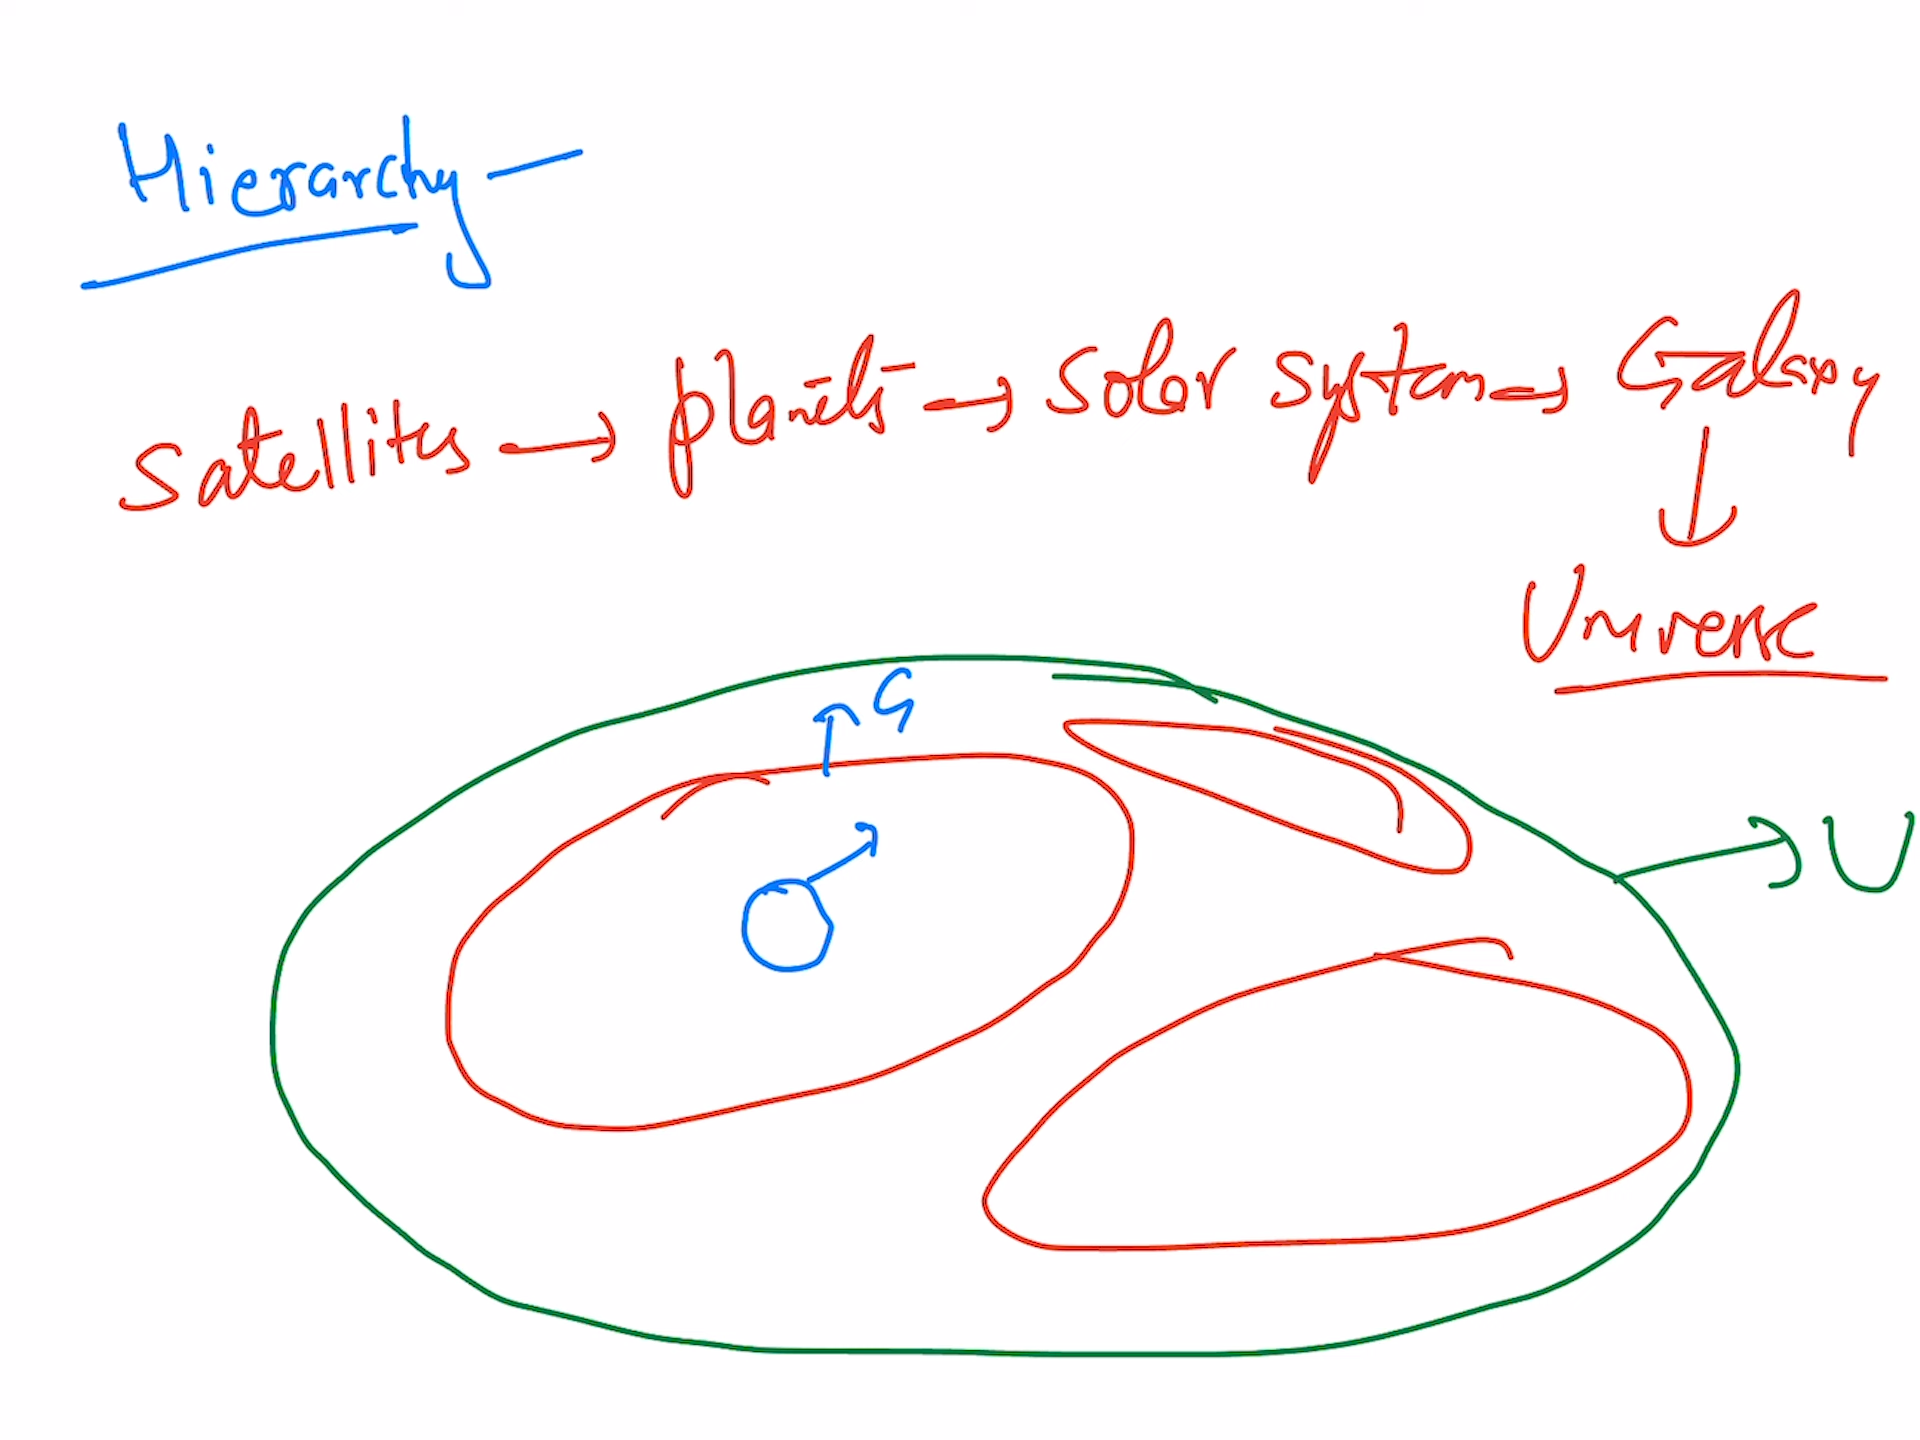 Hierarchy —
Satellites → planets → Solar System → Galaxy
↓
Universe
G
U